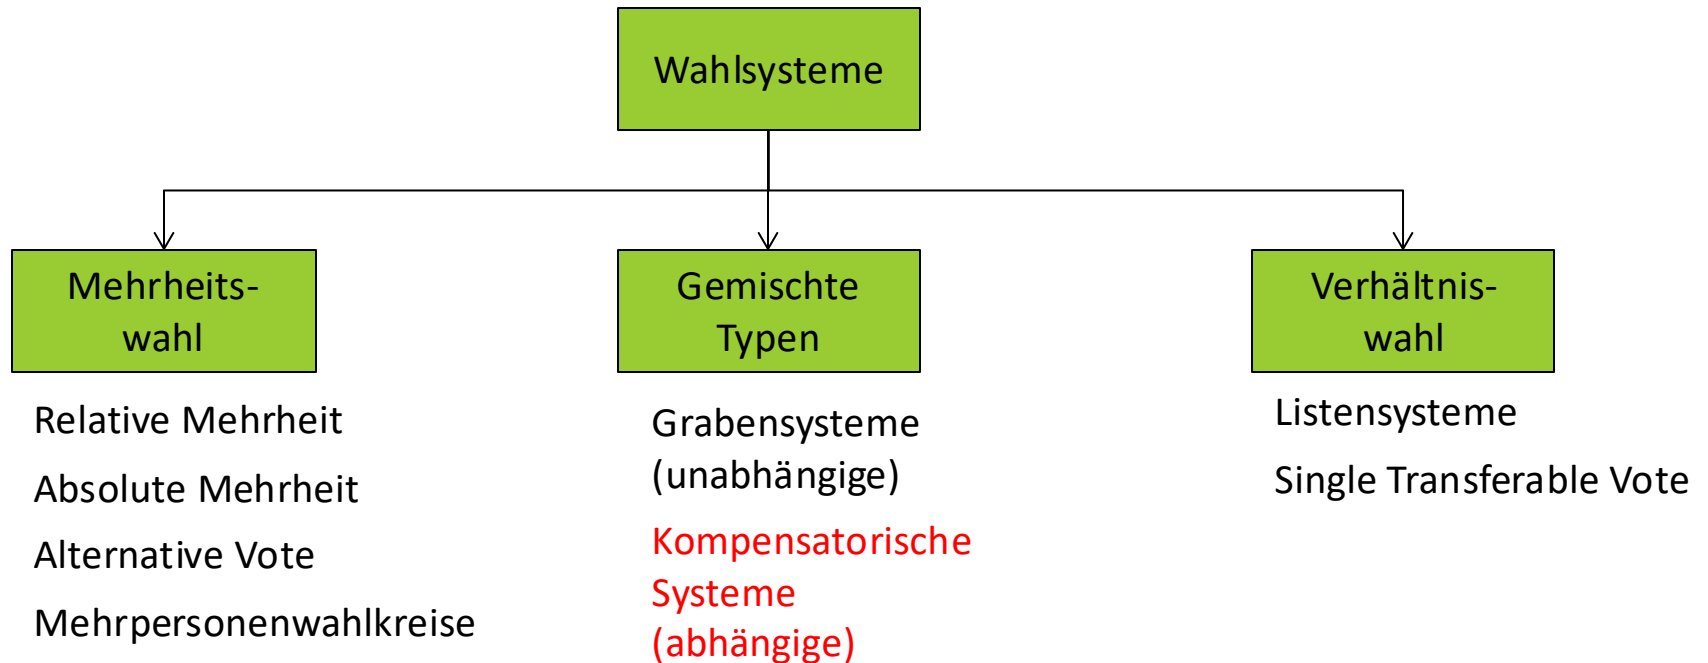 Wahlsysteme
Mehrheits-
wahl
Relative Mehrheit
Absolute Mehrheit
Alternative Vote
Mehrpersonenwahlkreise
Gemischte
Typen
Grabensysteme
(unabhängige)
Kompensatorische
Systeme
(abhängige)
Verhältnis-
wahl
Listensysteme
Single Transferable Vote